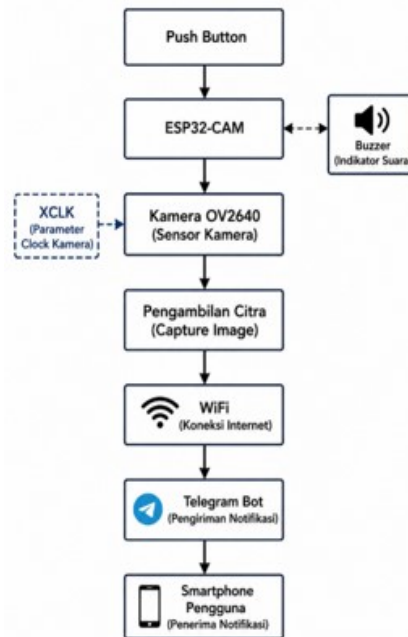 Push Button
ESP32-CAM
Buzzer
(Indikator Suara)
XCLK
(Parameter
Clock Kamera)
Kamera OV2640
(Sensor Kamera)
Pengambilan Citra
(Capture Image)
WiFi
(Koneksi Internet)
Telegram Bot
(Pengiriman Notifikasi)
Smartphone
Pengguna
(Penerima Notifikasi)